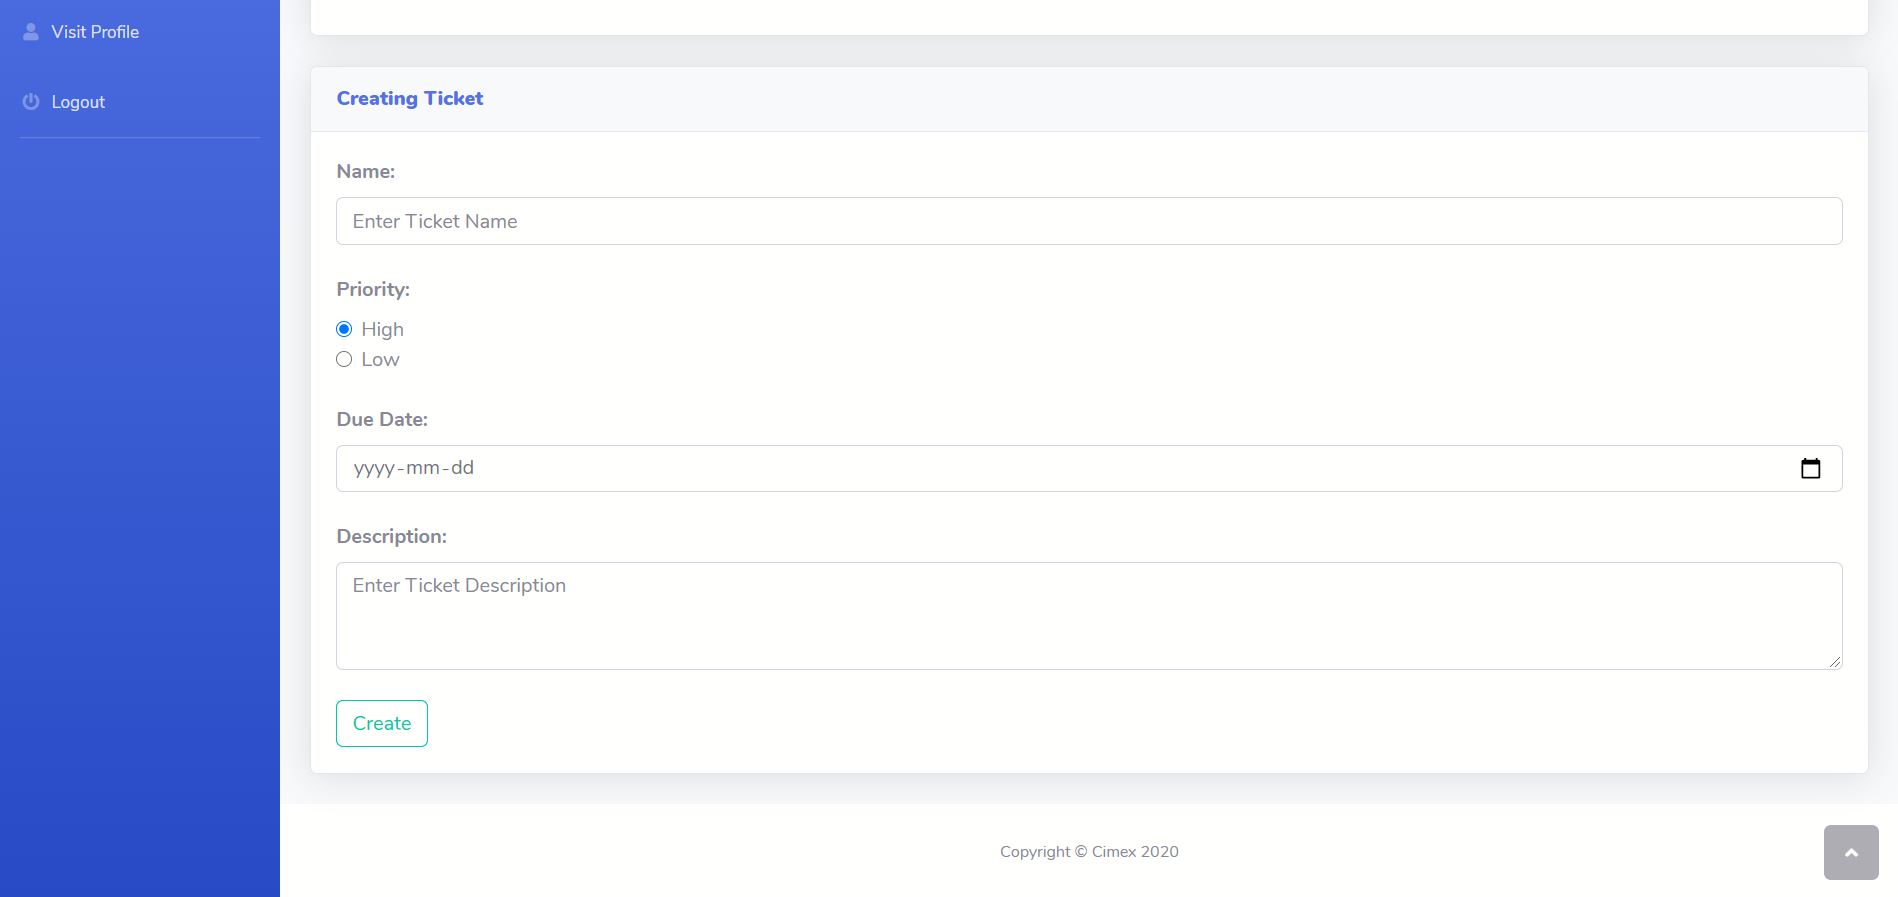 Visit Profile
Logout
Creating Ticket
Name:
Enter Ticket Name
Priority:
High
Low
Due Date:
yyyy-mm-dd
Description:
Enter Ticket Description
Create
Copyright © Cimex 2020